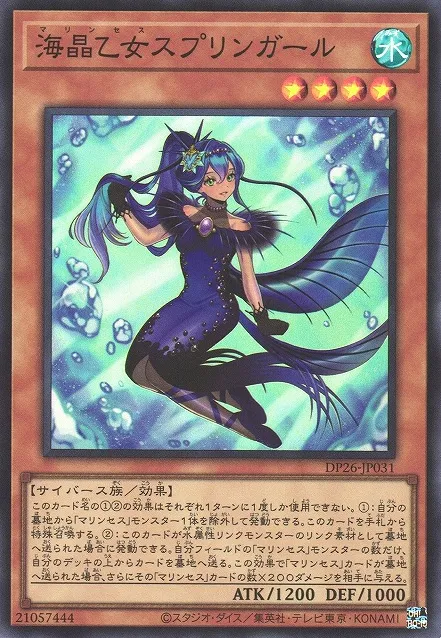 マリンセス
海晶乙女スプリンガール
水
DP26-JP031
【サイバース族/効果】
このカード名の①②の効果はそれぞれ1ターンに1度しか使用できない。①:自分の
墓地から「マリンセス」モンスター1体を除外して発動できる。このカードを手札から
特殊召喚する。②:このカードが水属性リンクモンスターのリンク素材として墓地
へ送られた場合に発動できる。自分フィールドの「マリンセス」モンスターの数だけ、
自分のデッキの上からカードを墓地へ送る。この効果で「マリンセス」カードが墓地
へ送られた場合、さらにその「マリンセス」カードの数×200ダメージを相手に与える。
ATK/1200 DEF/1000
21057444
©スタジオ・ダイス/集英社・テレビ東京・KONAMI